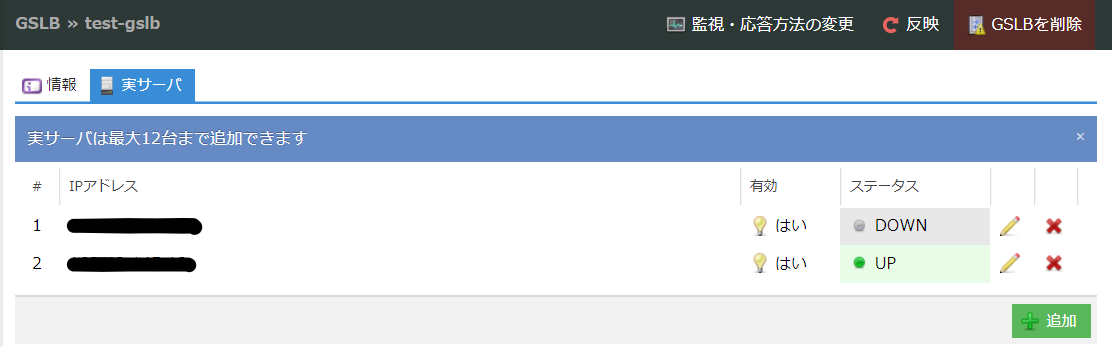 GSLB » test-gslb 監視・応答方法の変更 反映 GSLBを削除
情報 実サーバ
実サーバは最大12台まで追加できます ×
# IPアドレス 有効 ステータス
1 はい DOWN
2 はい UP
追加